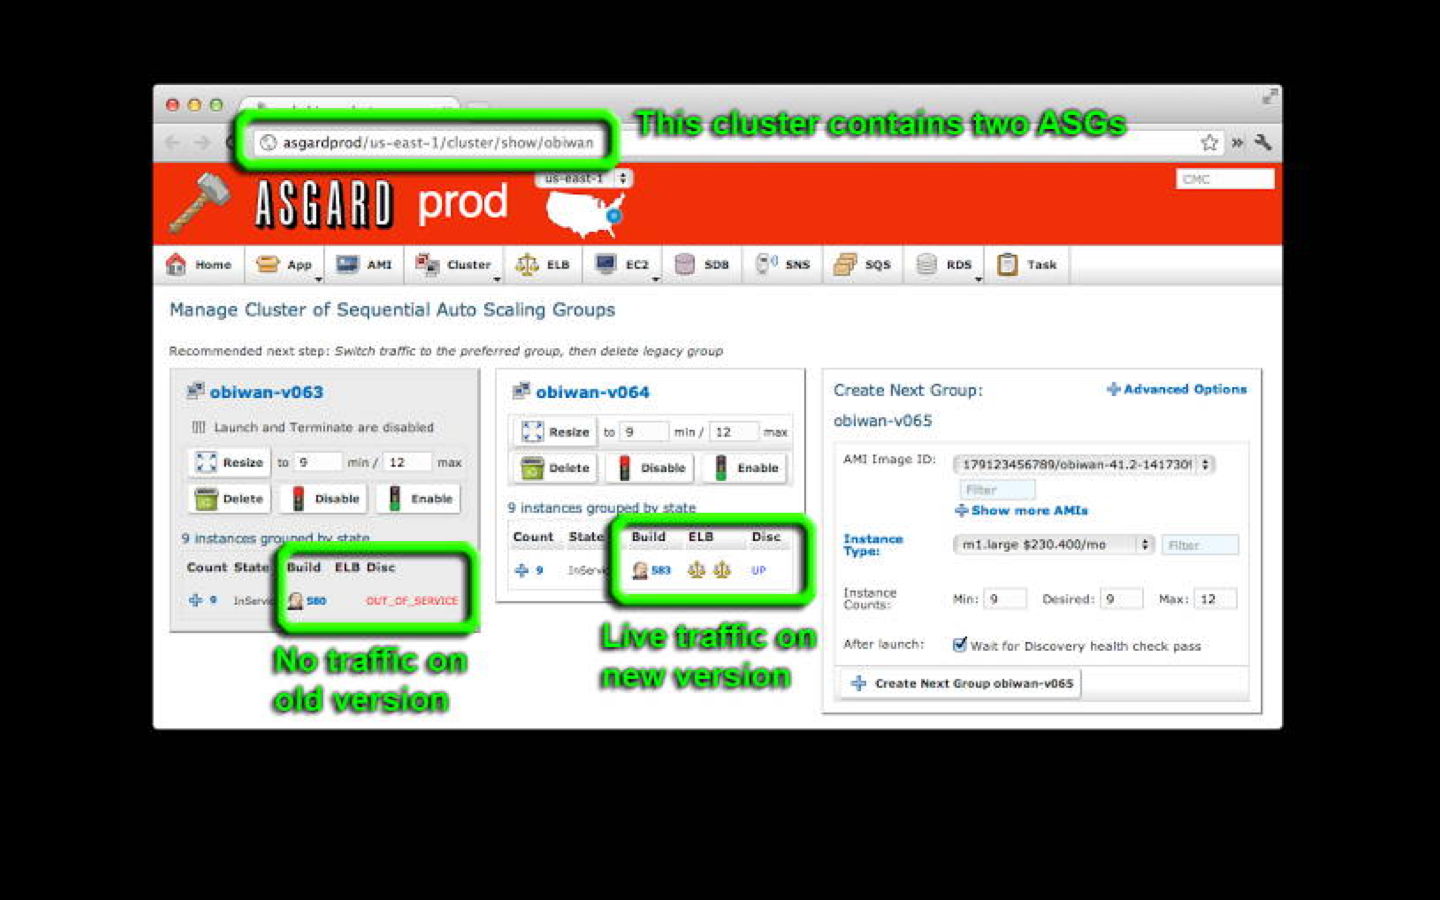 This cluster contains two ASGs
asgardprod/us-east-1/cluster/show/obiwan
CMC
us-east-1
ASGARD prod
Home App AMI Cluster ELB EC2 SDB SNS SQS RDS Task
Manage Cluster of Sequential Auto Scaling Groups
Recommended next step: Switch traffic to the preferred group, then delete legacy group
obiwan-v063
Launch and Terminate are disabled
Resize to 9 min / 12 max
Delete Disable Enable
9 instances grouped by state
Count State Build ELB Disc
9 InServic 580 OUT_OF_SERVICE
No traffic on
old version
obiwan-v064
Resize to 9 min / 12 max
Delete Disable Enable
9 instances grouped by state
Count State Build ELB Disc
9 InServic 583 UP
Live traffic on
new version
Create Next Group: Advanced Options
obiwan-v065
AMI Image ID: 179123456789/obiwan-41.2-141730
Filter
Show more AMIs
Instance
Type: m1.large $230.400/mo Filter
Instance
Counts: Min: 9 Desired: 9 Max: 12
After launch: Wait for Discovery health check pass
Create Next Group obiwan-v065